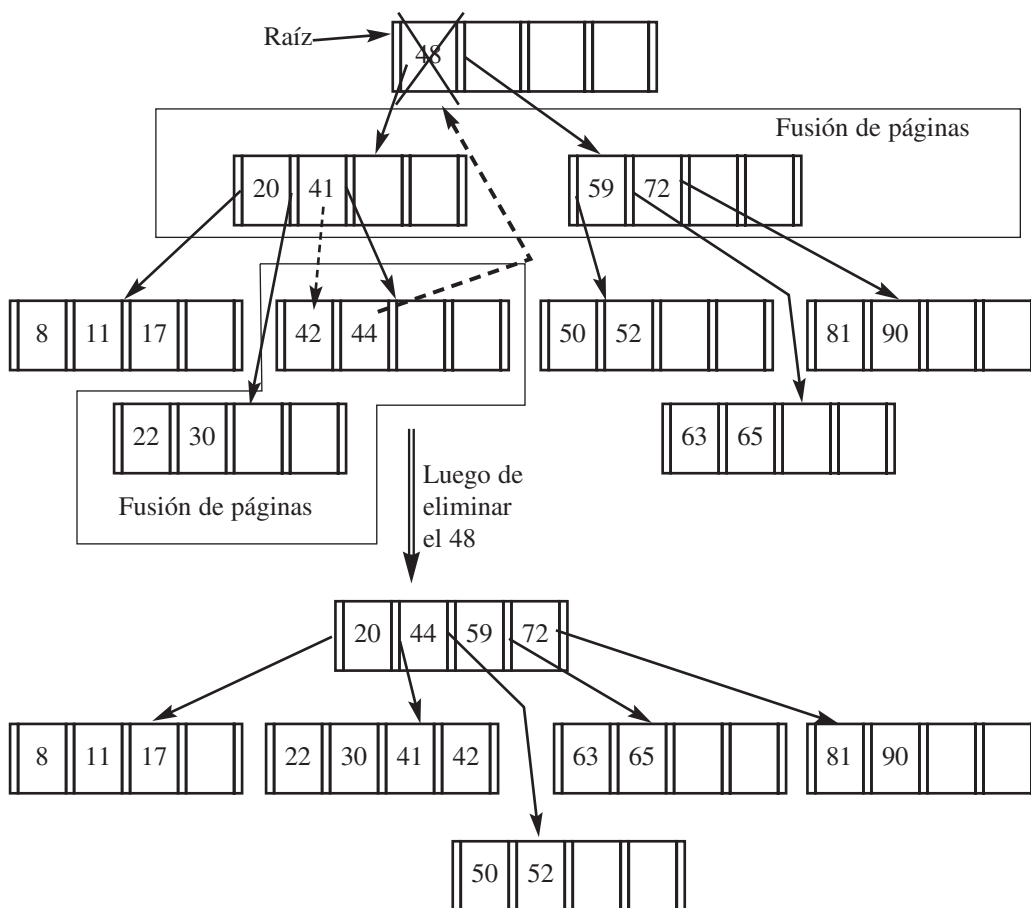 Raíz
48
Fusión de páginas
20 41
59 72
8 11 17
42 44
50 52
81 90
22 30
63 65
Fusión de páginas
Luego de
eliminar
el 48
20 44 59 72
8 11 17
22 30 41 42
63 65
81 90
50 52